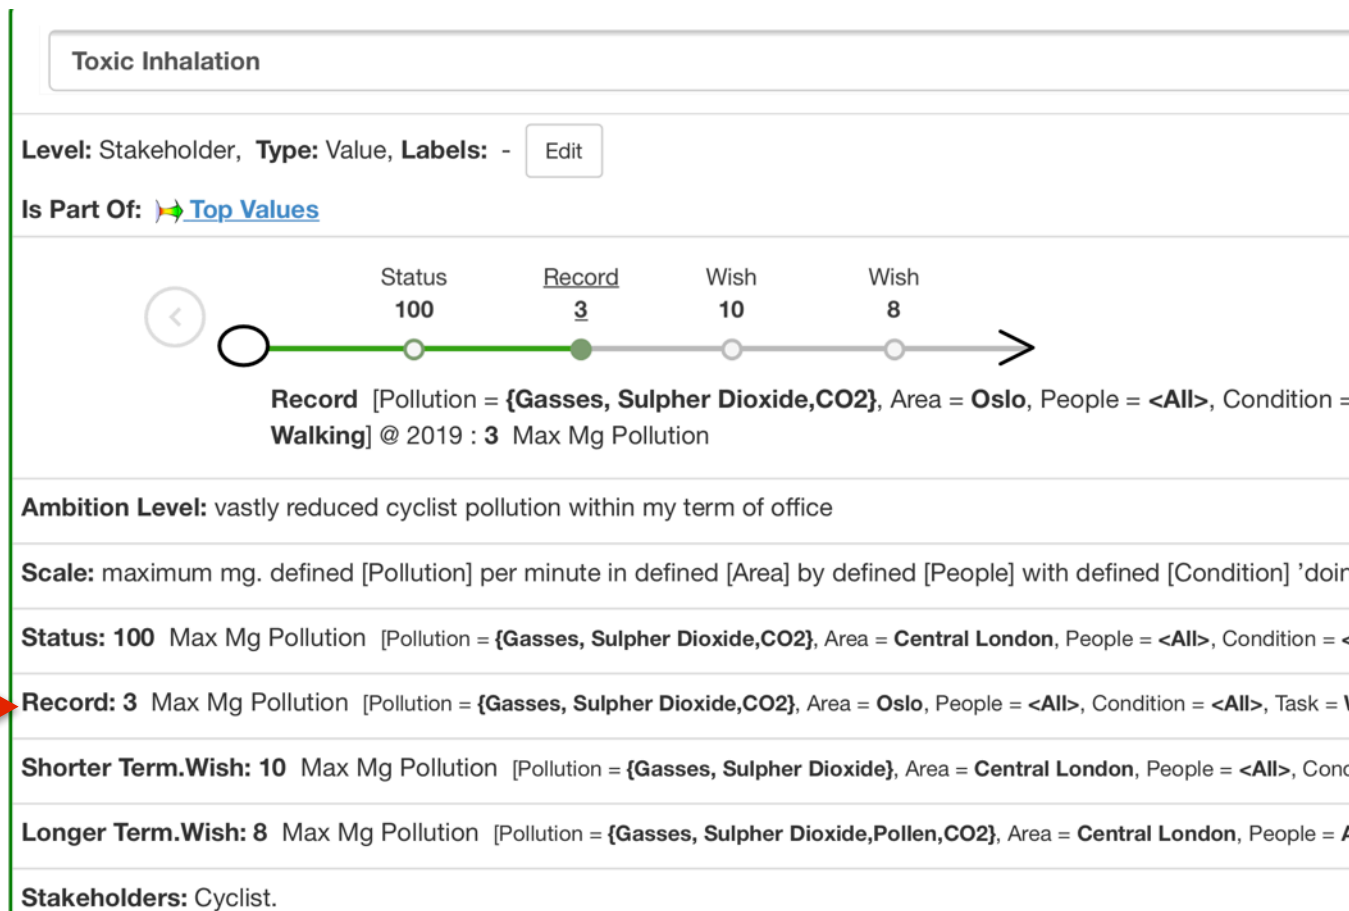 Toxic Inhalation
Level: Stakeholder, Type: Value, Labels: - Edit
Is Part Of: Top Values
Status Record Wish Wish
100 3 10 8
Record [Pollution = {Gasses, Sulpher Dioxide,CO2}, Area = Oslo, People = <All>, Condition =
Walking] @ 2019 : 3 Max Mg Pollution
Ambition Level: vastly reduced cyclist pollution within my term of office
Scale: maximum mg. defined [Pollution] per minute in defined [Area] by defined [People] with defined [Condition] ’
Status: 100 Max Mg Pollution [Pollution = {Gasses, Sulpher Dioxide,CO2}, Area = Central London, People = <All>, Condition = <
Record: 3 Max Mg Pollution [Pollution = {Gasses, Sulpher Dioxide,CO2}, Area = Oslo, People = <All>, Condition = <All>, Task =
Shorter Term.Wish: 10 Max Mg Pollution [Pollution = {Gasses, Sulpher Dioxide}, Area = Central London, People = <All>,
Longer Term.Wish: 8 Max Mg Pollution [Pollution = {Gasses, Sulpher Dioxide,Pollen,CO2}, Area = Central London, People =
Stakeholders: Cyclist.